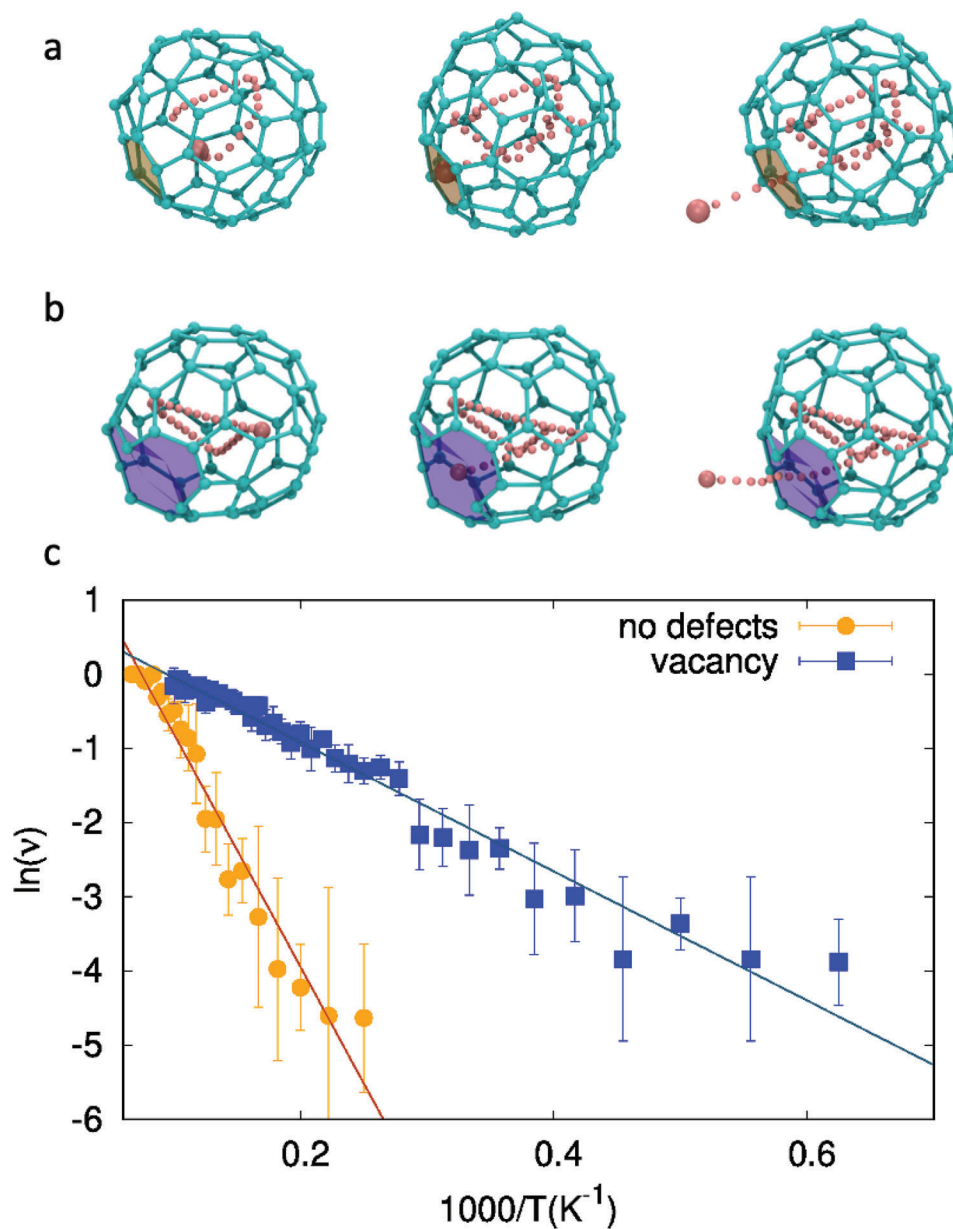 a
b
c
1
0
-1
-2
-3
-4
-5
-6
ln(ν)
no defects
vacancy
0.2 0.4 0.6
1000/T(K⁻¹)